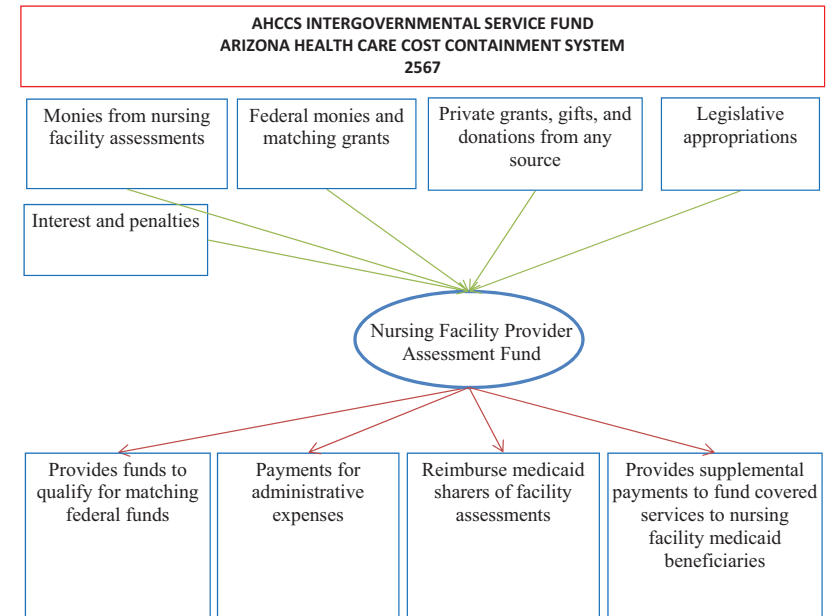 AHCCS INTERGOVERNMENTAL SERVICE FUND
ARIZONA HEALTH CARE COST CONTAINMENT SYSTEM
2567
Monies from nursing
facility assessments
Federal monies and
matching grants
Private grants, gifts, and
donations from any
source
Legislative
appropriations
Interest and penalties
Nursing Facility Provider
Assessment Fund
Provides funds to
qualify for matching
federal funds
Payments for
administrative
expenses
Reimburse medicaid
sharers of facility
assessments
Provides supplemental
payments to fund covered
services to nursing
facility medicaid
beneficiaries